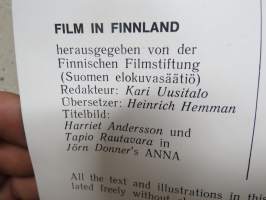 FILM IN FINNLAND
herausgegeben von der
Finnischen Filmstiftung
(Suomen elokuvasäätiö)
Redakteur: Kari Uusitalo
Übersetzer: Heinrich Hemman
Titelbild:
Harriet Andersson und
Tapio Rautavara in
Jörn Donner's ANNA
All the text and illustrations in this
lated freely without